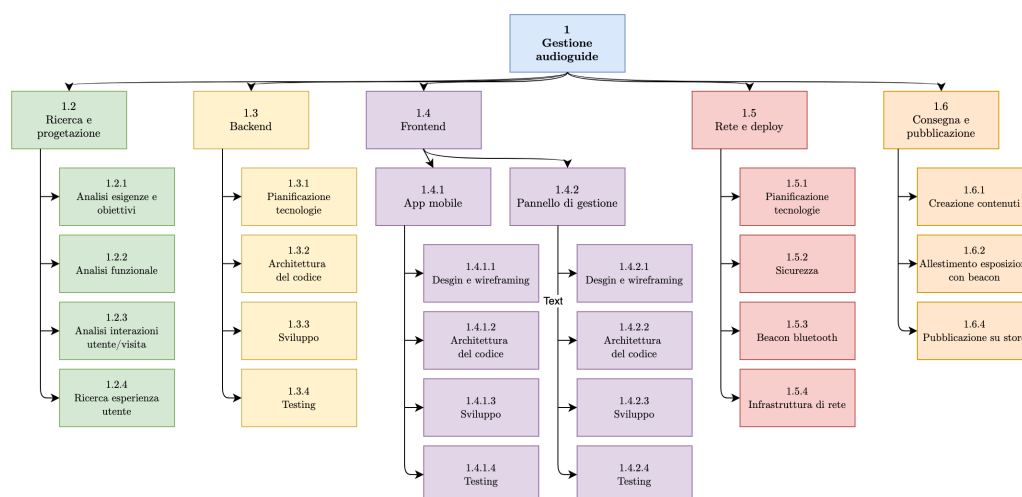 1
Gestione
audioguide
1.2
Ricerca e
progetazione
1.3
Backend
1.4
Frontend
1.5
Rete e deploy
1.6
Consegna e
pubblicazione
1.2.1
Analisi esigenze e
obiettivi
1.2.2
Analisi funzionale
1.2.3
Analisi interazioni
utente/visita
1.2.4
Ricerca esperienza
utente
1.3.1
Pianificazione
tecnologie
1.3.2
Architettura
del codice
1.3.3
Sviluppo
1.3.4
Testing
1.4.1
App mobile
1.4.1.1
Desgin e wireframing
1.4.1.2
Architettura
del codice
1.4.1.3
Sviluppo
1.4.1.4
Testing
1.4.2
Pannello di gestione
Text
1.4.2.1
Desgin e wireframing
1.4.2.2
Architettura
del codice
1.4.2.3
Sviluppo
1.4.2.4
Testing
1.5.1
Pianificazione
tecnologie
1.5.2
Sicurezza
1.5.3
Beacon bluetooth
1.5.4
Infrastruttura di rete
1.6.1
Creazione contenuti
1.6.2
Allestimento esposizion
con beacon
1.6.4
Pubblicazione su store